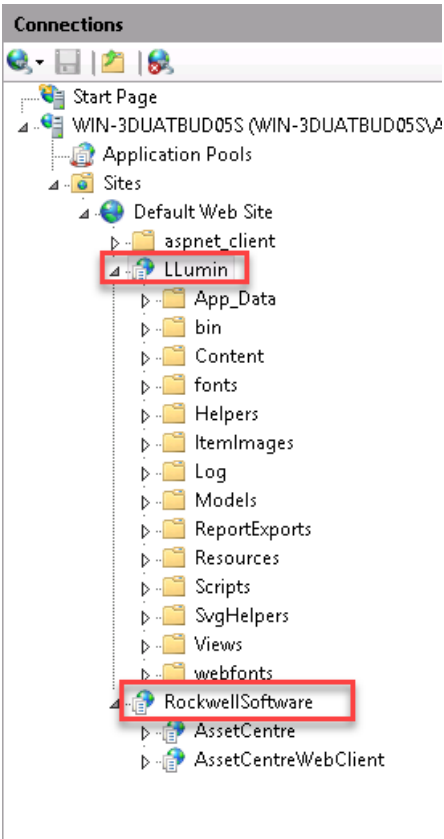 Connections
Start Page
WIN-3DUATBUD05S (WIN-3DUATBUD05S\A
Application Pools
Sites
Default Web Site
aspnet_client
LLumin
App_Data
bin
Content
fonts
Helpers
ItemImages
Log
Models
ReportExports
Resources
Scripts
SvgHelpers
Views
webfonts
RockwellSoftware
AssetCentre
AssetCentreWebClient